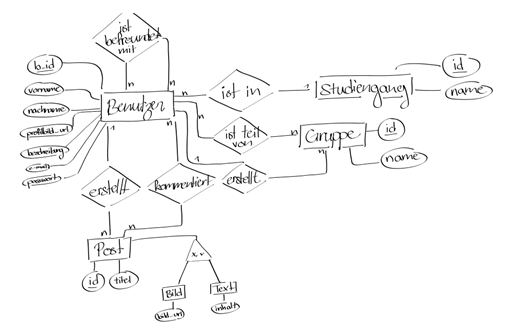 ist
befreundet
mit
n
n
b_id
vorname
nachname
profilbild_url
beschreibung
e-mail
passwort
Benutzer
n
ist in
1
Studiengang
id
name
n
ist teil
von
n
Gruppe
id
name
1
erstellt
n
1
erstellt
n
n
kommentiert
n
Post
id
titel
x, v
Bild
bild_url
Text
inhalt